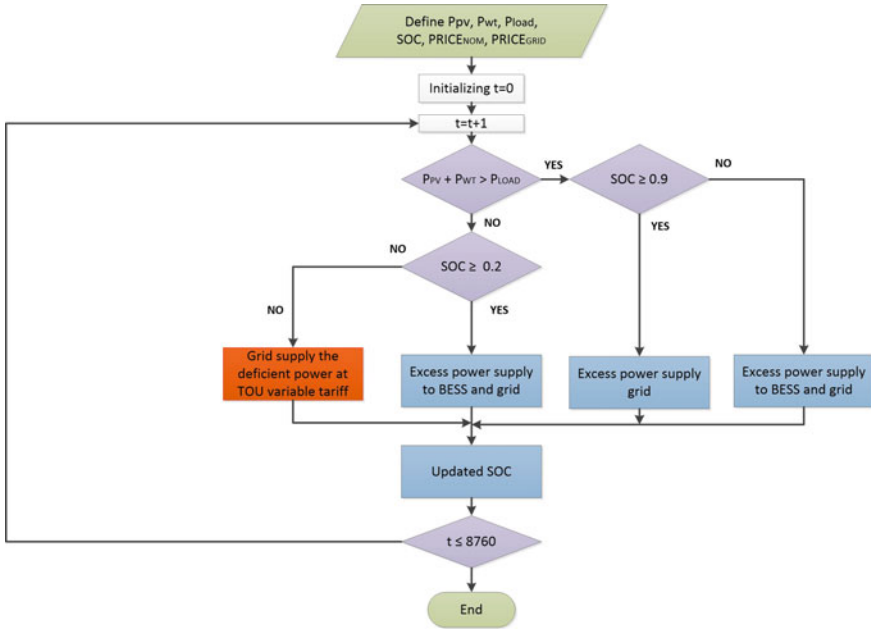 Define Ppv, Pwt, Pload,
SOC, PRICENOM, PRICEGRID
Initializing t=0
t=t+1
PPV + PWT > PLOAD
YES
SOC ≥ 0.9
NO
NO
YES
NO
SOC ≥ 0.2
NO
YES
Grid supply the
deficient power at
TOU variable tariff
Excess power supply
to BESS and grid
Excess power supply
grid
Excess power supply
to BESS and grid
Updated SOC
t ≤ 8760
End